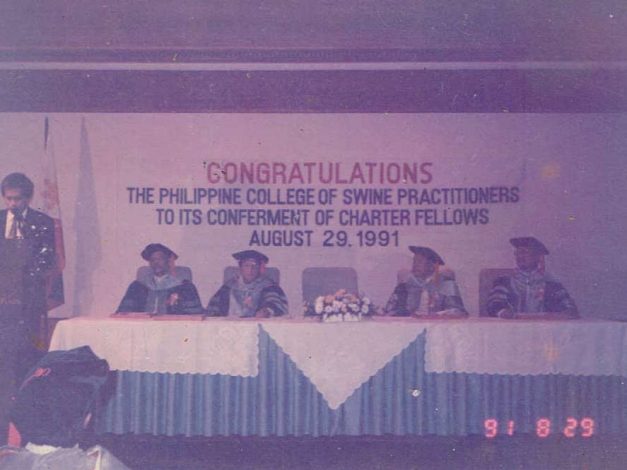 CONGRATULATIONS
THE PHILIPPINE COLLEGE OF SWINE PRACTITIONERS
TO ITS CONFERMENT OF CHARTER FELLOWS
AUGUST 29, 1991
91 8 29